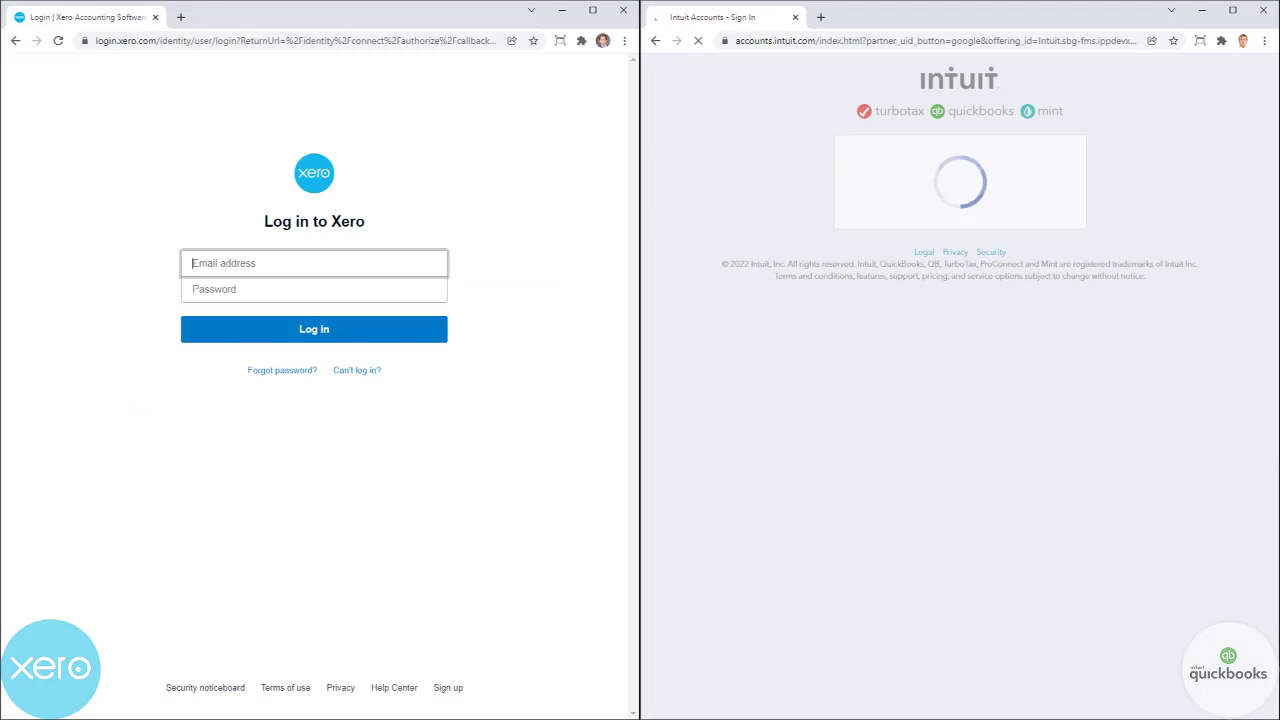 Login | Xero Accounting Software
login.xero.com/identity/user/login?ReturnUrl=%2Fidentity%2Fconnect%2Fauthorize%2Fcallback...
xero
Log in to Xero
Email address
Password
Log in
Forgot password? Can't log in?
Security noticeboard Terms of use Privacy Help Center Sign up
xero
Intuit Accounts - Sign In
accounts.intuit.com/index.html?partner_uid_button=google&offering_id=Intuit.sbg-fms.ippdevx...
intuit
turbotax qb quickbooks mint
Legal Privacy Security
© 2022 Intuit, Inc. All rights reserved. Intuit, QuickBooks, QB, TurboTax, ProConnect and Mint are registered trademarks of Intuit Inc.
Terms and conditions, features, support, pricing, and service options subject to change without notice.
qb
intuit
quickbooks.